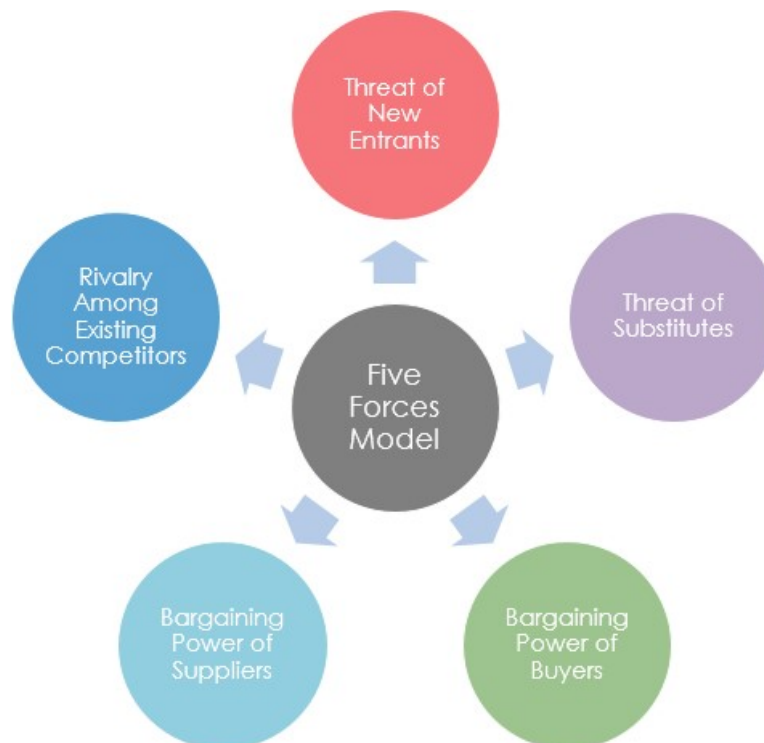 Threat of
New
Entrants
Rivalry
Among
Existing
Competitors
Threat of
Substitutes
Five
Forces
Model
Bargaining
Power of
Suppliers
Bargaining
Power of
Buyers